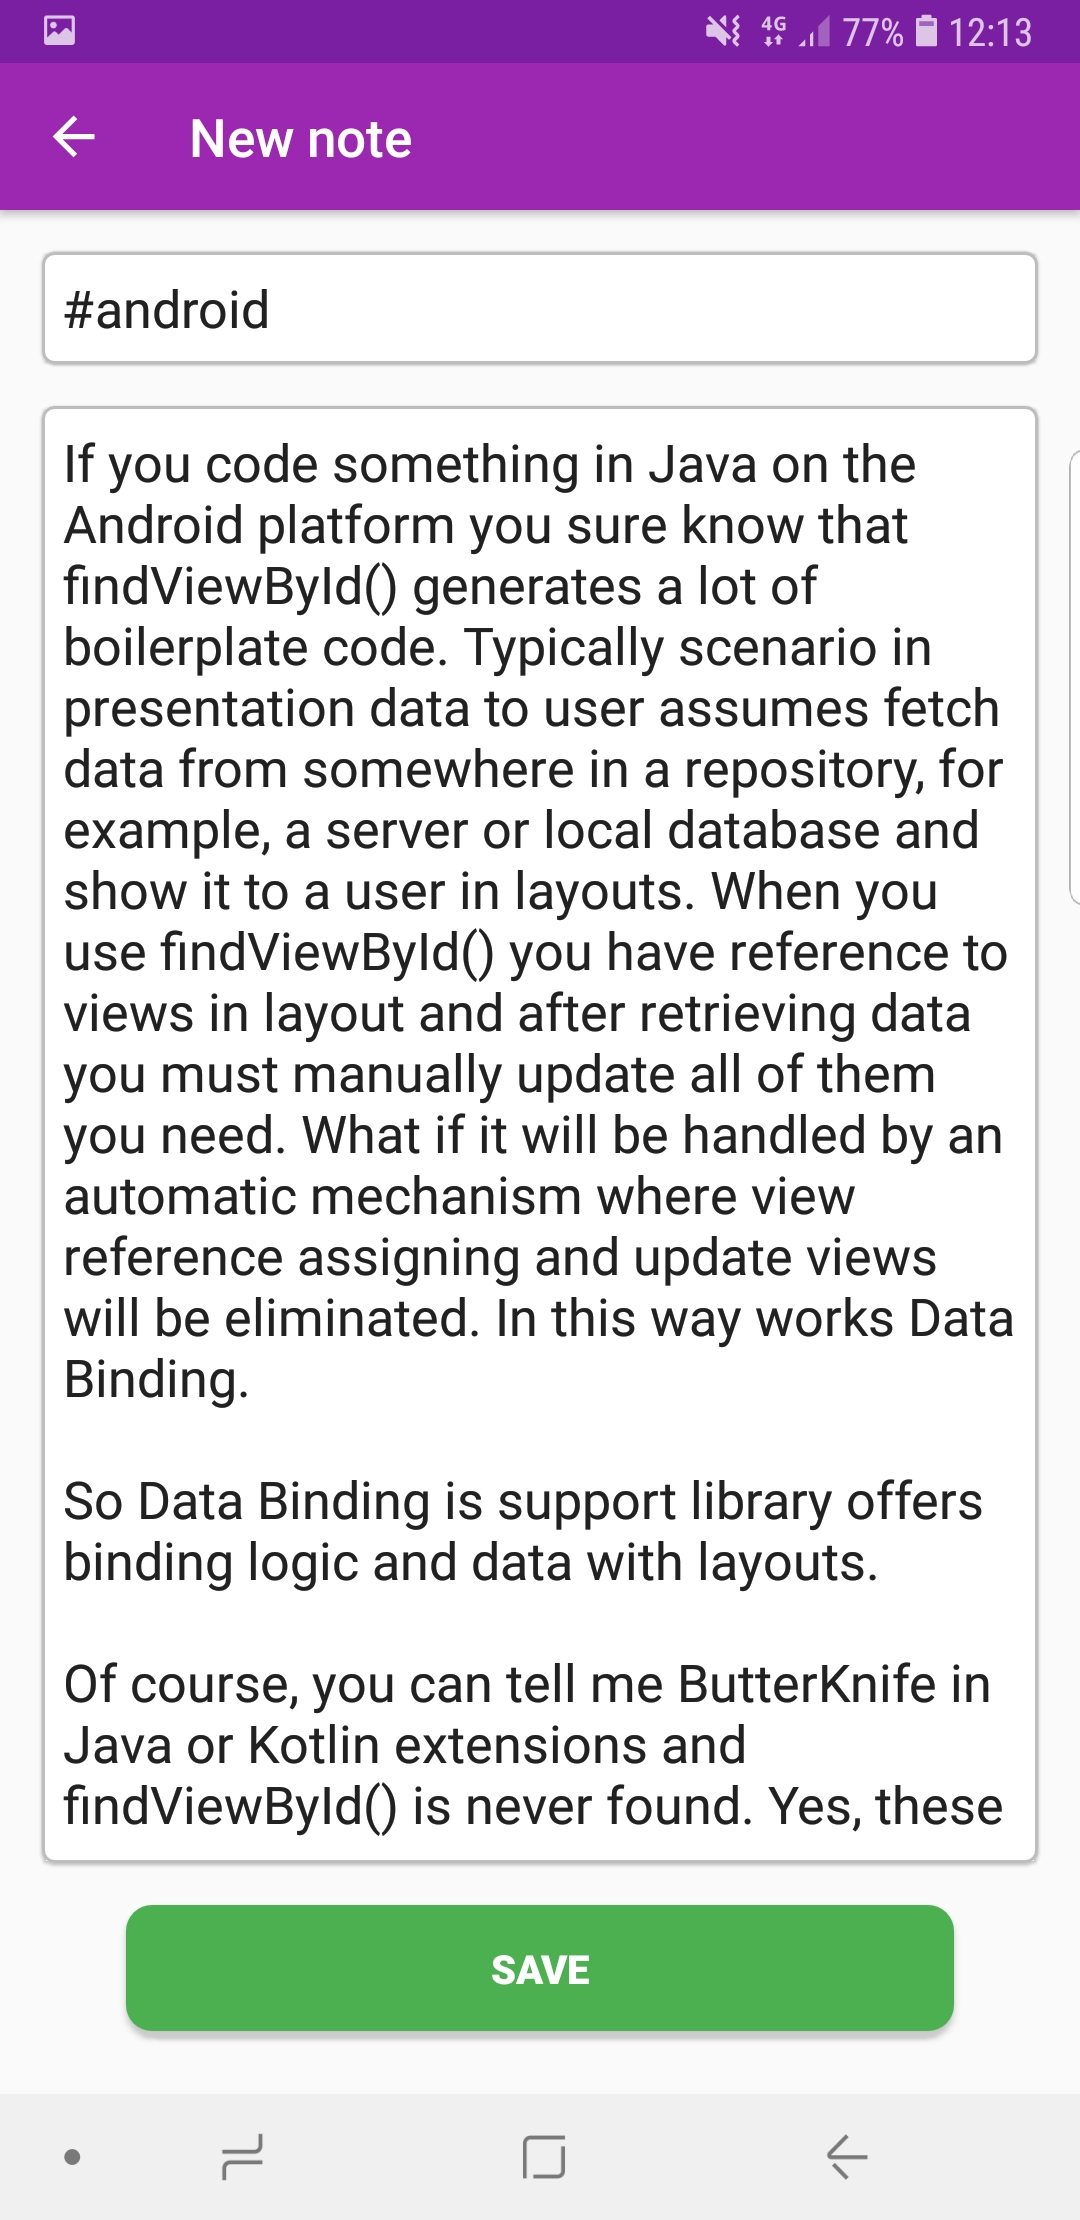 4G 77% 12:13
New note
#android
If you code something in Java on the
Android platform you sure know that
findViewById() generates a lot of
boilerplate code. Typically scenario in
presentation data to user assumes fetch
data from somewhere in a repository, for
example, a server or local database and
show it to a user in layouts. When you
use findViewById() you have reference to
views in layout and after retrieving data
you must manually update all of them
you need. What if it will be handled by an
automatic mechanism where view
reference assigning and update views
will be eliminated. In this way works Data
Binding.
So Data Binding is support library offers
binding logic and data with layouts.
Of course, you can tell me ButterKnife in
Java or Kotlin extensions and
findViewById() is never found. Yes, these
SAVE